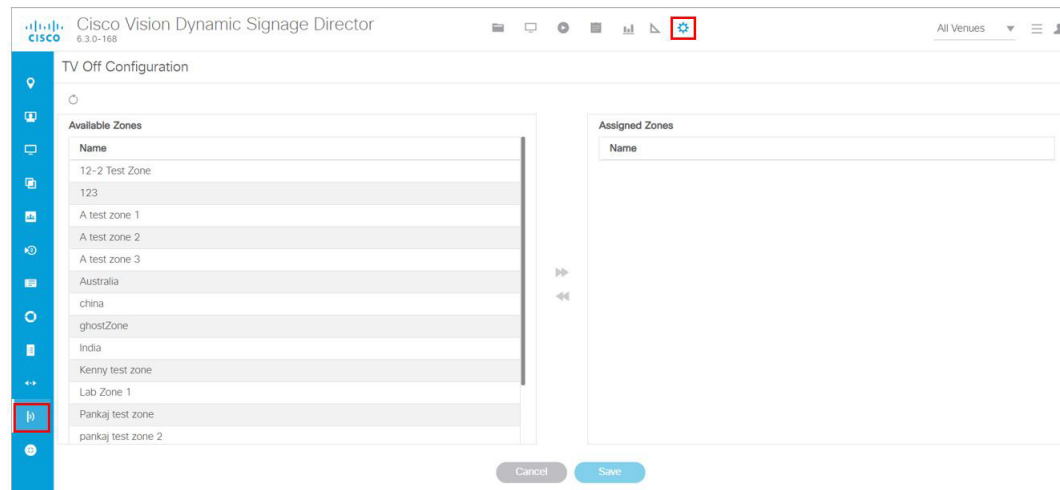 CISCO
Cisco Vision Dynamic Signage Director
6.3.0-168
All Venues
TV Off Configuration
Available Zones
Name
12-2 Test Zone
123
A test zone 1
A test zone 2
A test zone 3
Australia
china
ghostZone
India
Kenny test zone
Lab Zone 1
Pankaj test zone
pankaj test zone 2
Assigned Zones
Name
Cancel
Save